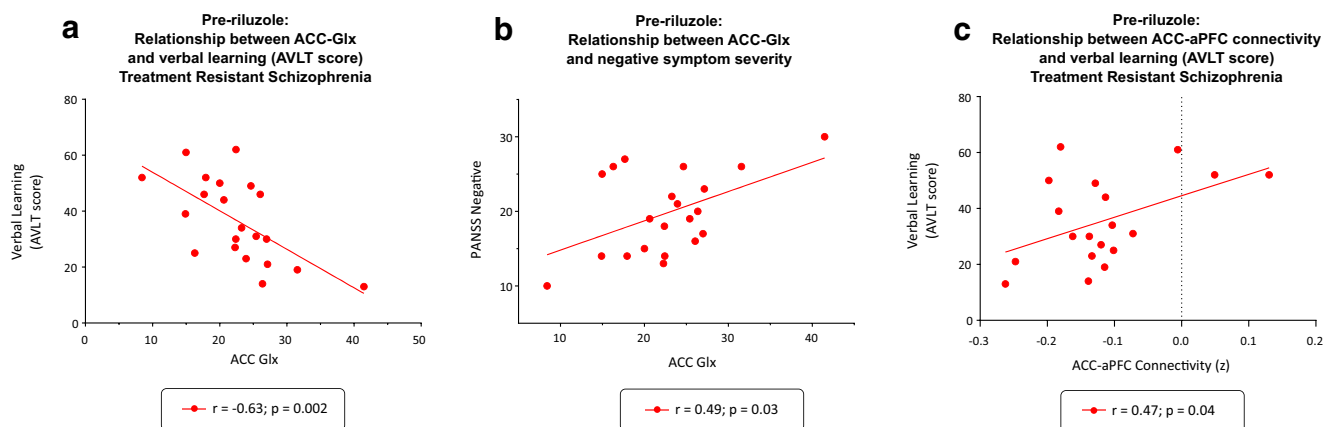 a
Pre-riluzole:
Relationship between ACC-Glx
and verbal learning (AVLT score)
Treatment Resistant Schizophrenia
80
60
40
20
0
Verbal Learning
(AVLT score)
0
10
20
30
40
50
ACC Glx
r = -0.63; p = 0.002
b
Pre-riluzole:
Relationship between ACC-Glx
and negative symptom severity
30
20
10
PANSS Negative
10
20
30
40
ACC Glx
r = 0.49; p = 0.03
c
Pre-riluzole:
Relationship between ACC-aPFC connectivity
and verbal learning (AVLT score)
Treatment Resistant Schizophrenia
80
60
40
20
0
Verbal Learning
(AVLT score)
-0.3
-0.2
-0.1
0.0
0.1
0.2
ACC-aPFC Connectivity (z)
r = 0.47; p = 0.04